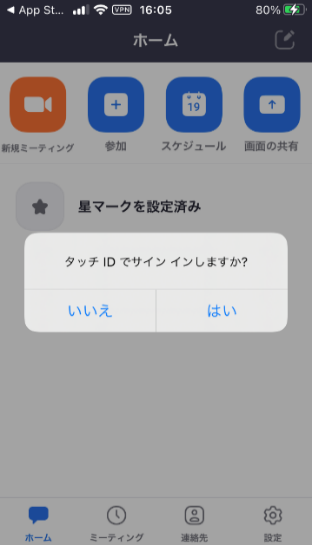 ◀ App St... VPN 16:05 80%
ホーム
新規ミーティング 参加 スケジュール 画面の共有
19
星マークを設定済み
タッチ ID でサイン インしますか?
いいえ はい
ホーム ミーティング 連絡先 設定